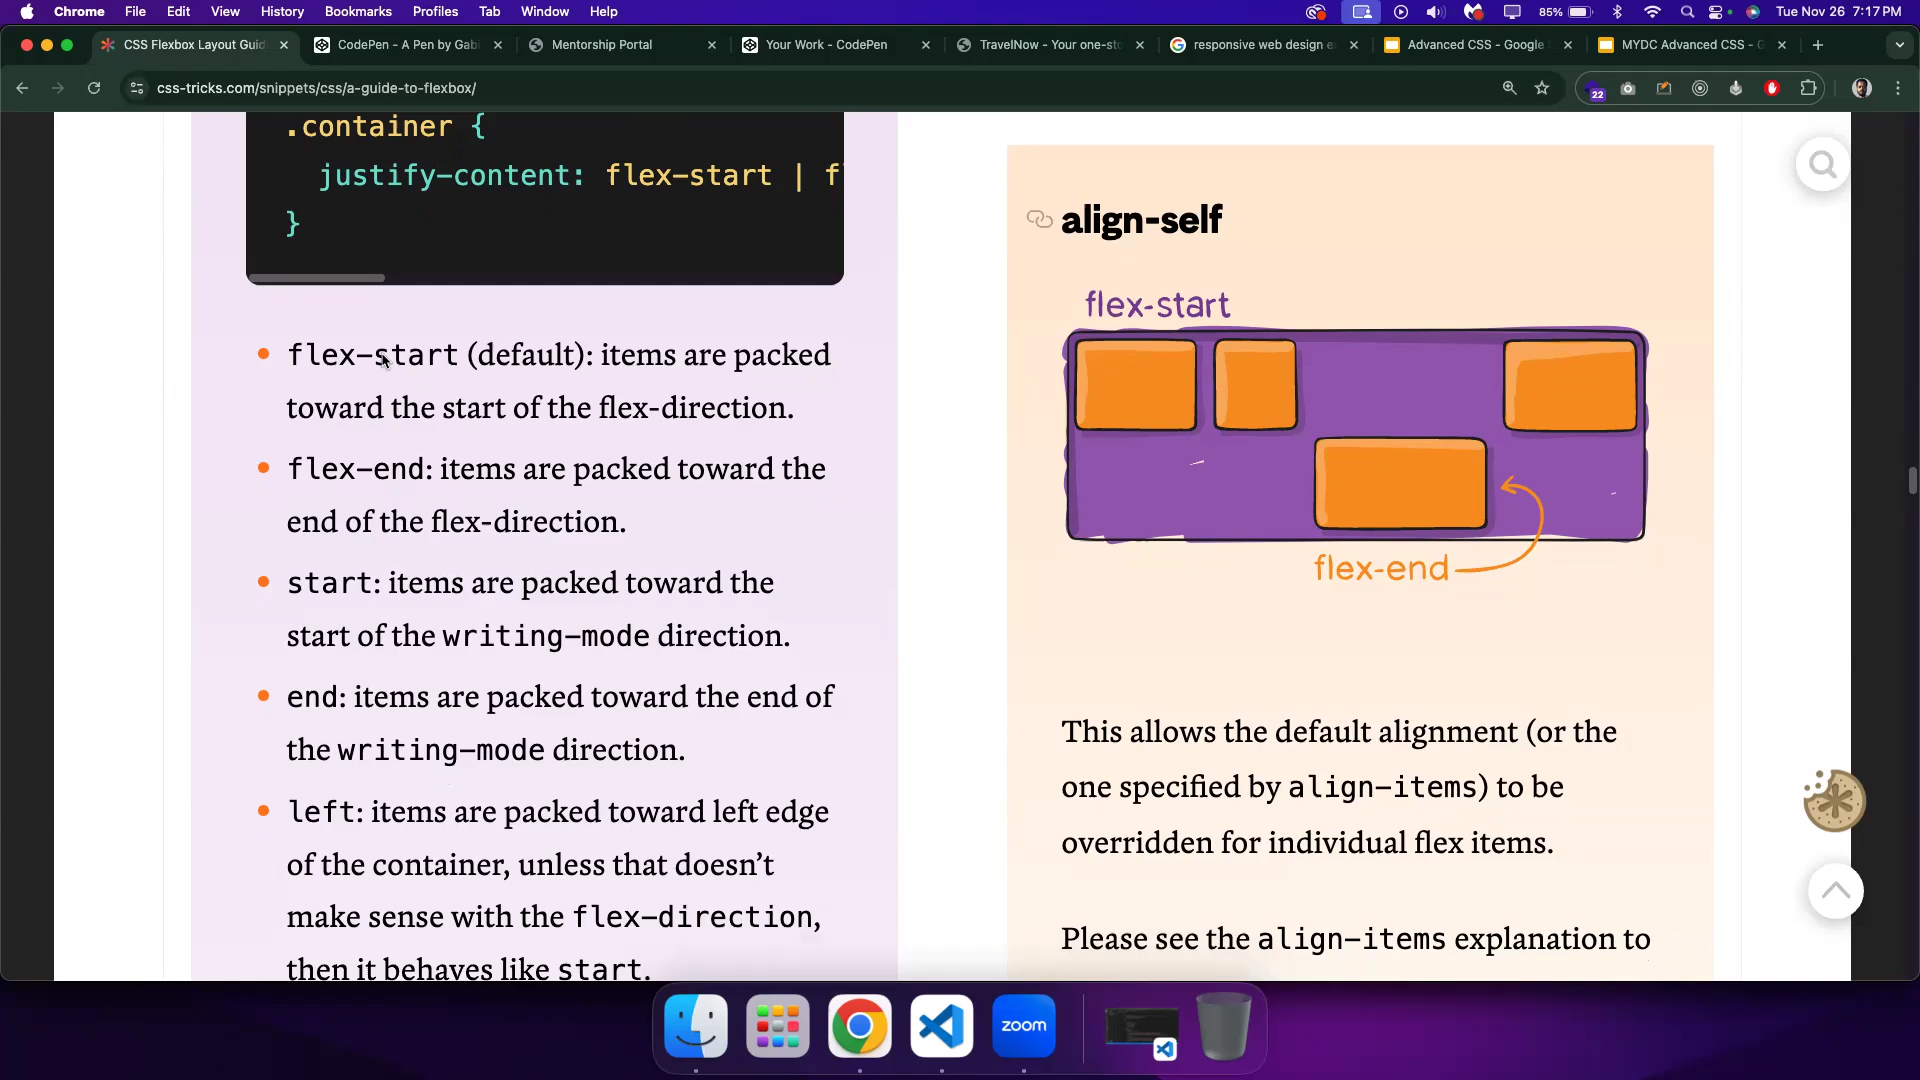 Chrome File Edit View History Bookmarks Profiles Tab Window Help
85% Tue Nov 26 7:17 PM
CSS Flexbox Layout Guid
CodePen - A Pen by Gabi
Mentorship Portal
Your Work - CodePen
TravelNow - Your one-sto
responsive web design e
Advanced CSS - Google
MYDC Advanced CSS - G
css-tricks.com/snippets/css/a-guide-to-flexbox/
22
.container {
justify-content: flex-start | f
}
flex-start (default): items are packed
toward the start of the flex-direction.
flex-end: items are packed toward the
end of the flex-direction.
start: items are packed toward the
start of the writing-mode direction.
end: items are packed toward the end of
the writing-mode direction.
left: items are packed toward left edge
of the container, unless that doesn’t
make sense with the flex-direction,
then it behaves like start.
align-self
flex-start
flex-end
This allows the default alignment (or the
one specified by align-items) to be
overridden for individual flex items.
Please see the align-items explanation to
zoom